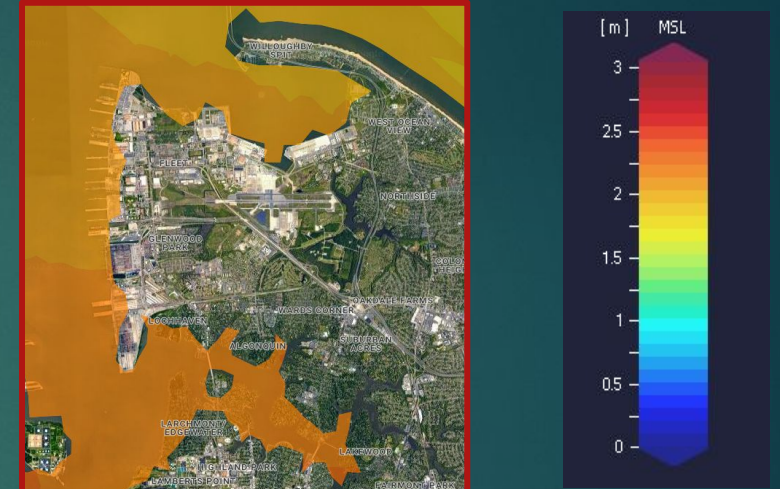 WILLOUGHBY
SPIT
WEST OCEAN
VIEW
FLEET
NORTHSIDE
GLENWOOD
PARK
OAKDALE FARMS
WARDS CORNER
LOCHHAVEN
ALGONQUIN
SUBURBAN
ACRES
LARCHMONT
EDGEWATER
LAKEWOOD
HIGHLAND PARK
LAMBERTS POINT
FAIRMONT PARK
[m] MSL
3
2.5
2
1.5
1
0.5
0